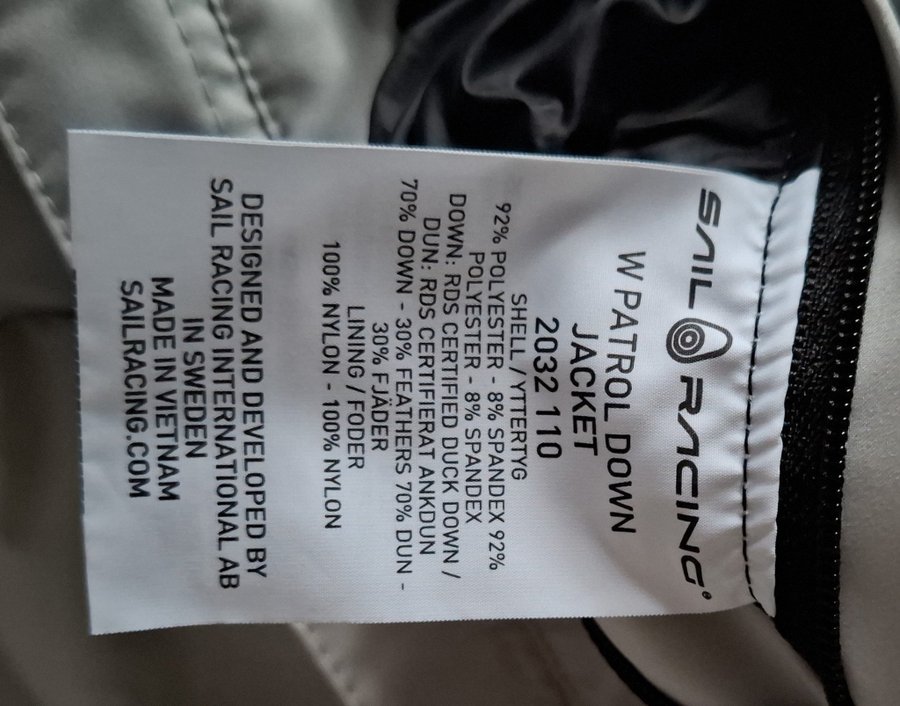 SAIL RACING®
W PATROL DOWN
JACKET
2032 110
SHELL / YTTERTYG
92% POLYESTER - 8% SPANDEX 92%
POLYESTER - 8% SPANDEX
DOWN: RDS CERTIFIED DUCK DOWN /
DUN: RDS CERTIFIERAT ANKDUN
70% DOWN - 30% FEATHERS 70% DUN -
30% FJÄDER
LINING / FODER
100% NYLON - 100% NYLON
DESIGNED AND DEVELOPED BY
SAIL RACING INTERNATIONAL AB
IN SWEDEN
MADE IN VIETNAM
SAILRACING.COM